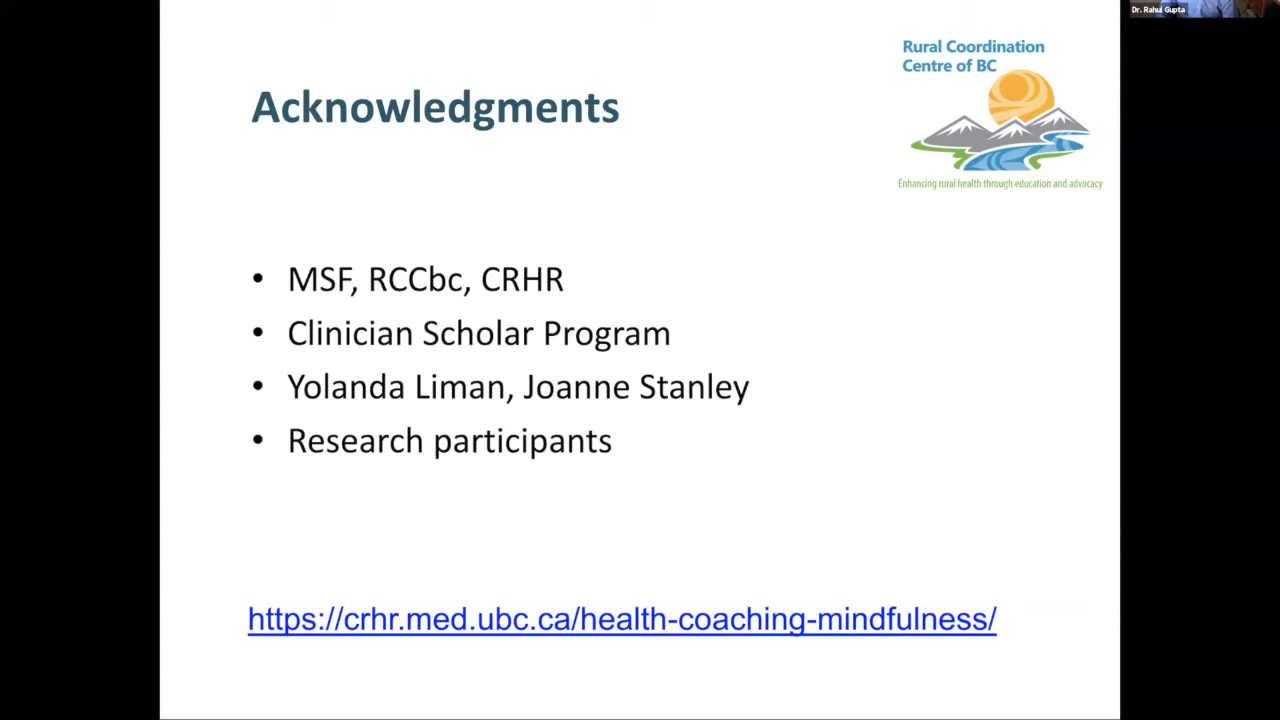 Dr. Rahul Gupta
Rural Coordination
Centre of BC
Enhancing rural health through education and advocacy
Acknowledgments
• MSF, RCCbc, CRHR
• Clinician Scholar Program
• Yolanda Liman, Joanne Stanley
• Research participants
https://crhr.med.ubc.ca/health-coaching-mindfulness/